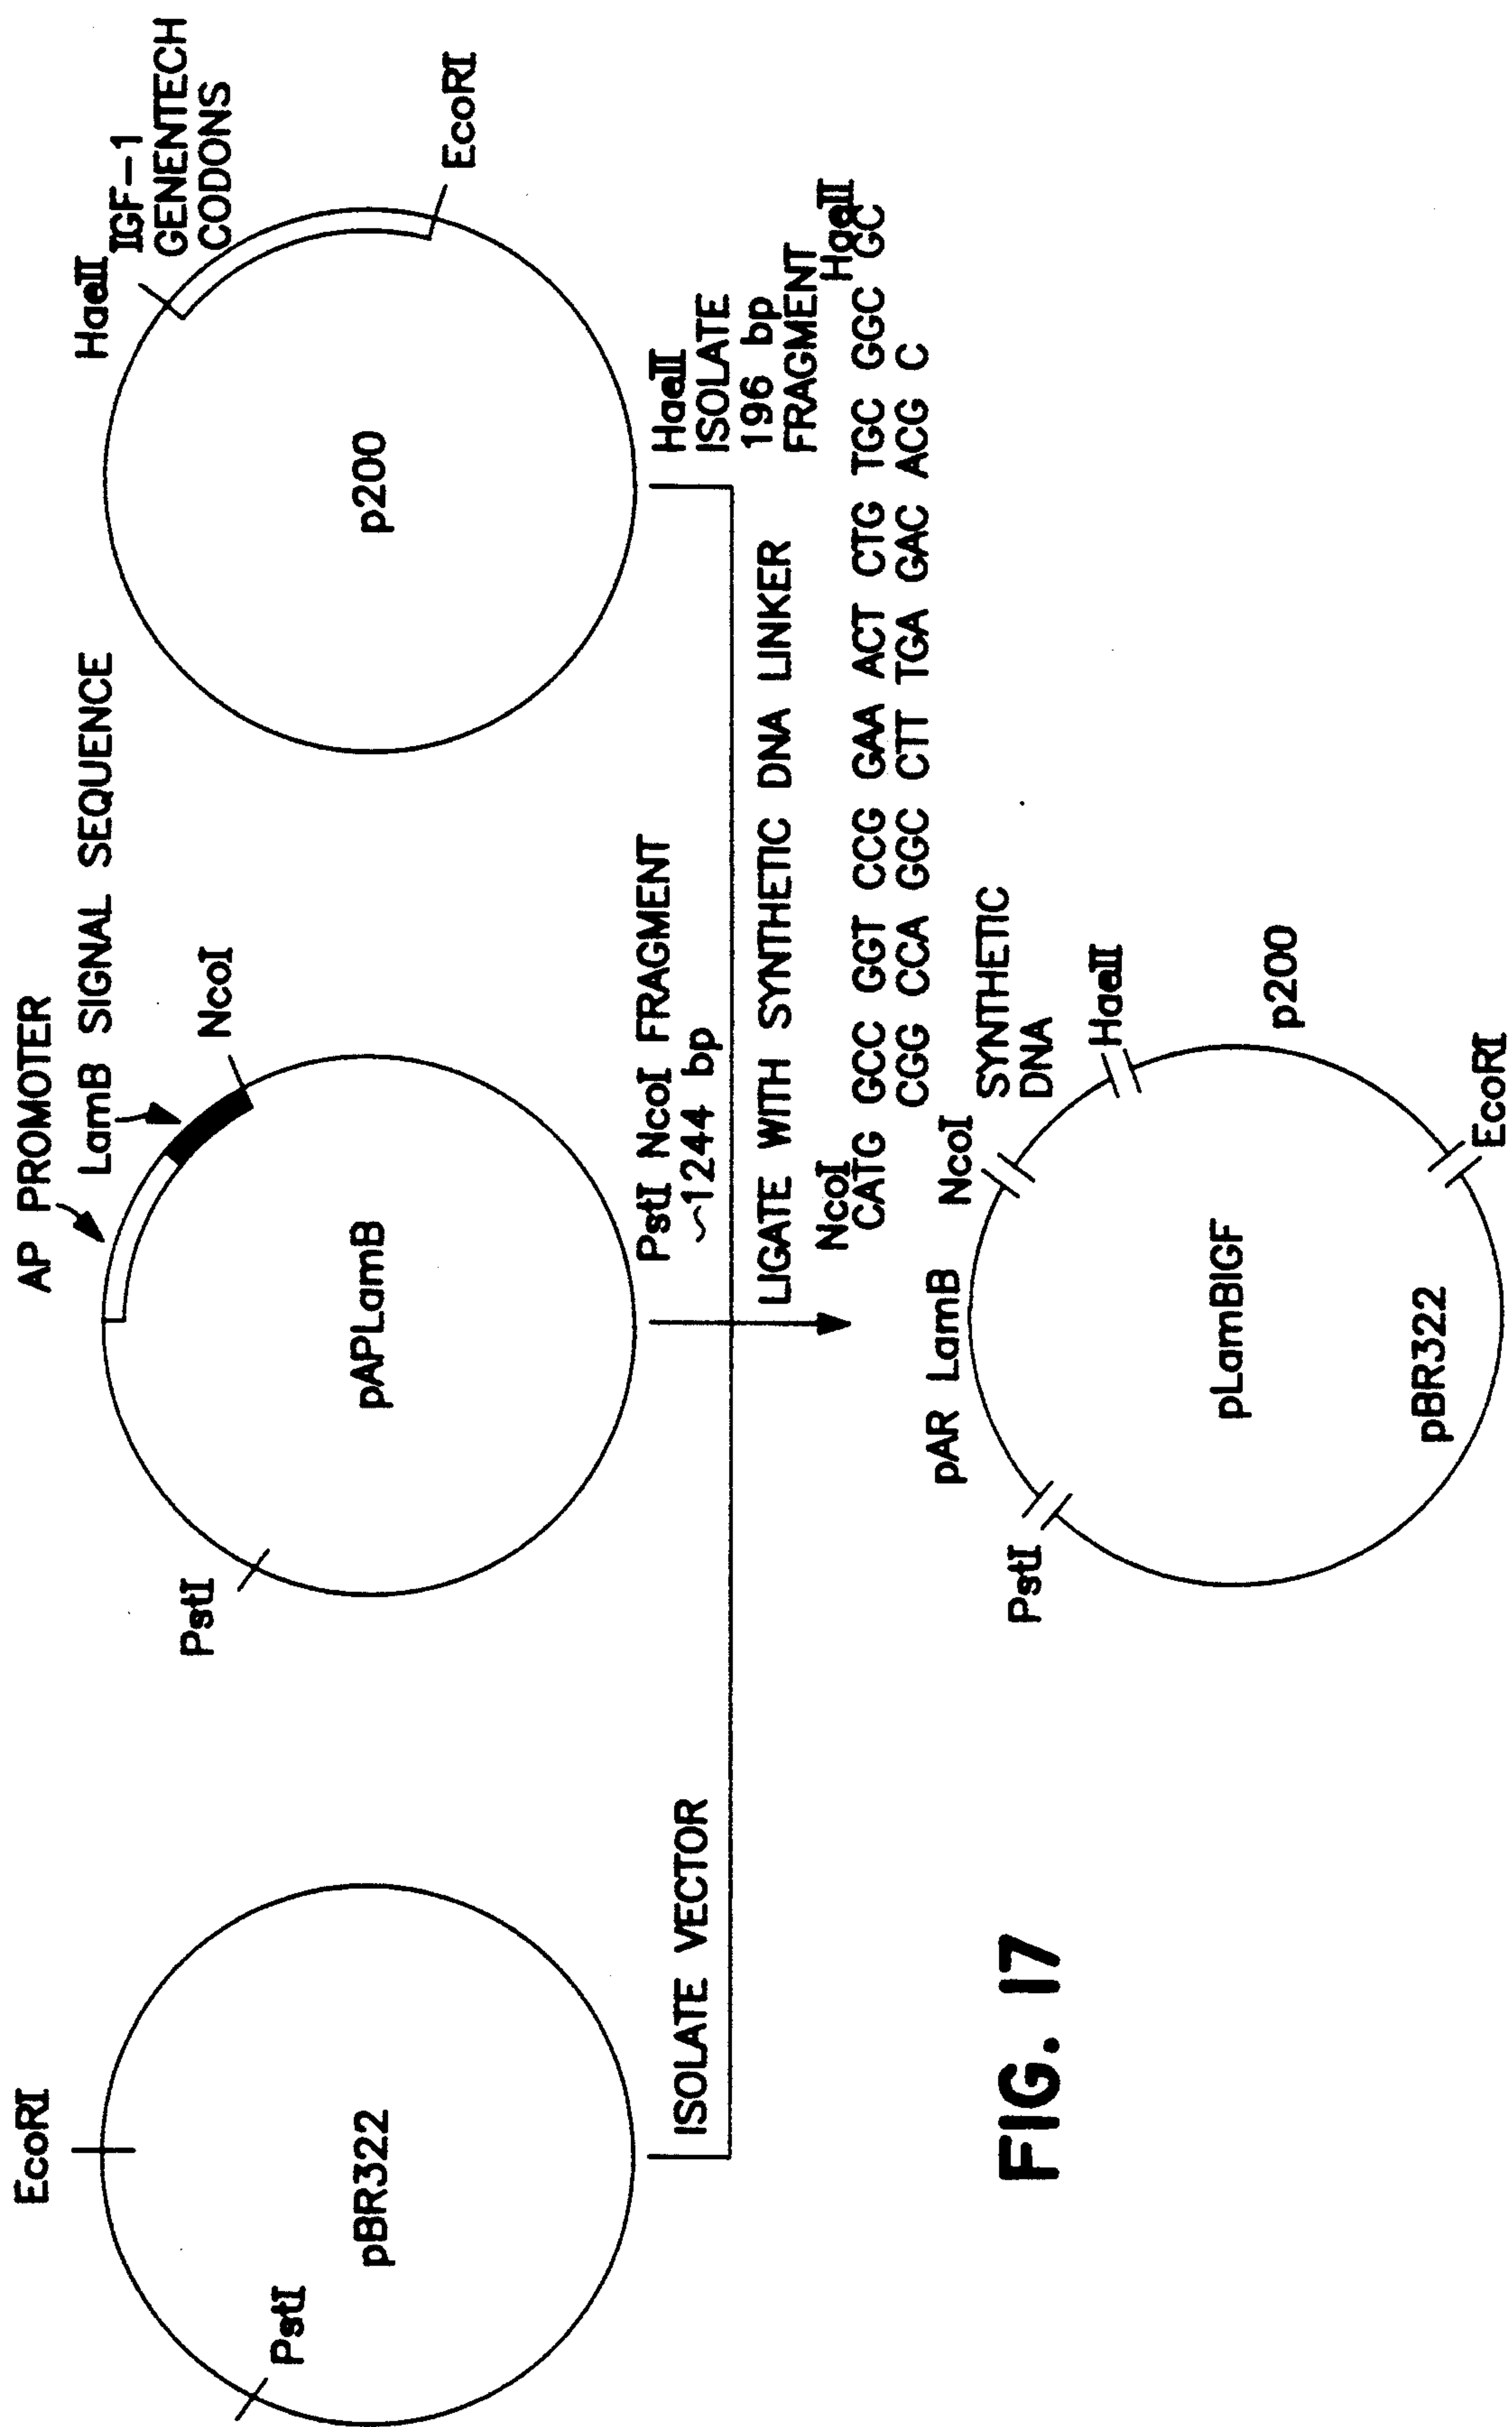 EcoRI
PstI
pBR322
ISOLATE VECTOR
AP PROMOTER
LamB SIGNAL SEQUENCE
NcoI
PstI
pAPLamB
PstI NcoI FRAGMENT
~1244 bp
HaeII
IGF-1
GENENTECH
CODONS
EcoRI
p200
HaeII
ISOLATE
196 bp
FRAGMENT
LIGATE WITH SYNTHETIC DNA LINKER
NcoI
HaeII
CATG GCC GGT CCG GAA ACT CTG TGC GGC GC
CGG CCA GGC CTT TGA GAC ACG C
pAR LamB
NcoI
SYNTHETIC
DNA
HaeII
PstI
pLamBIGF
p200
pBR322
EcoRI
FIG. 17